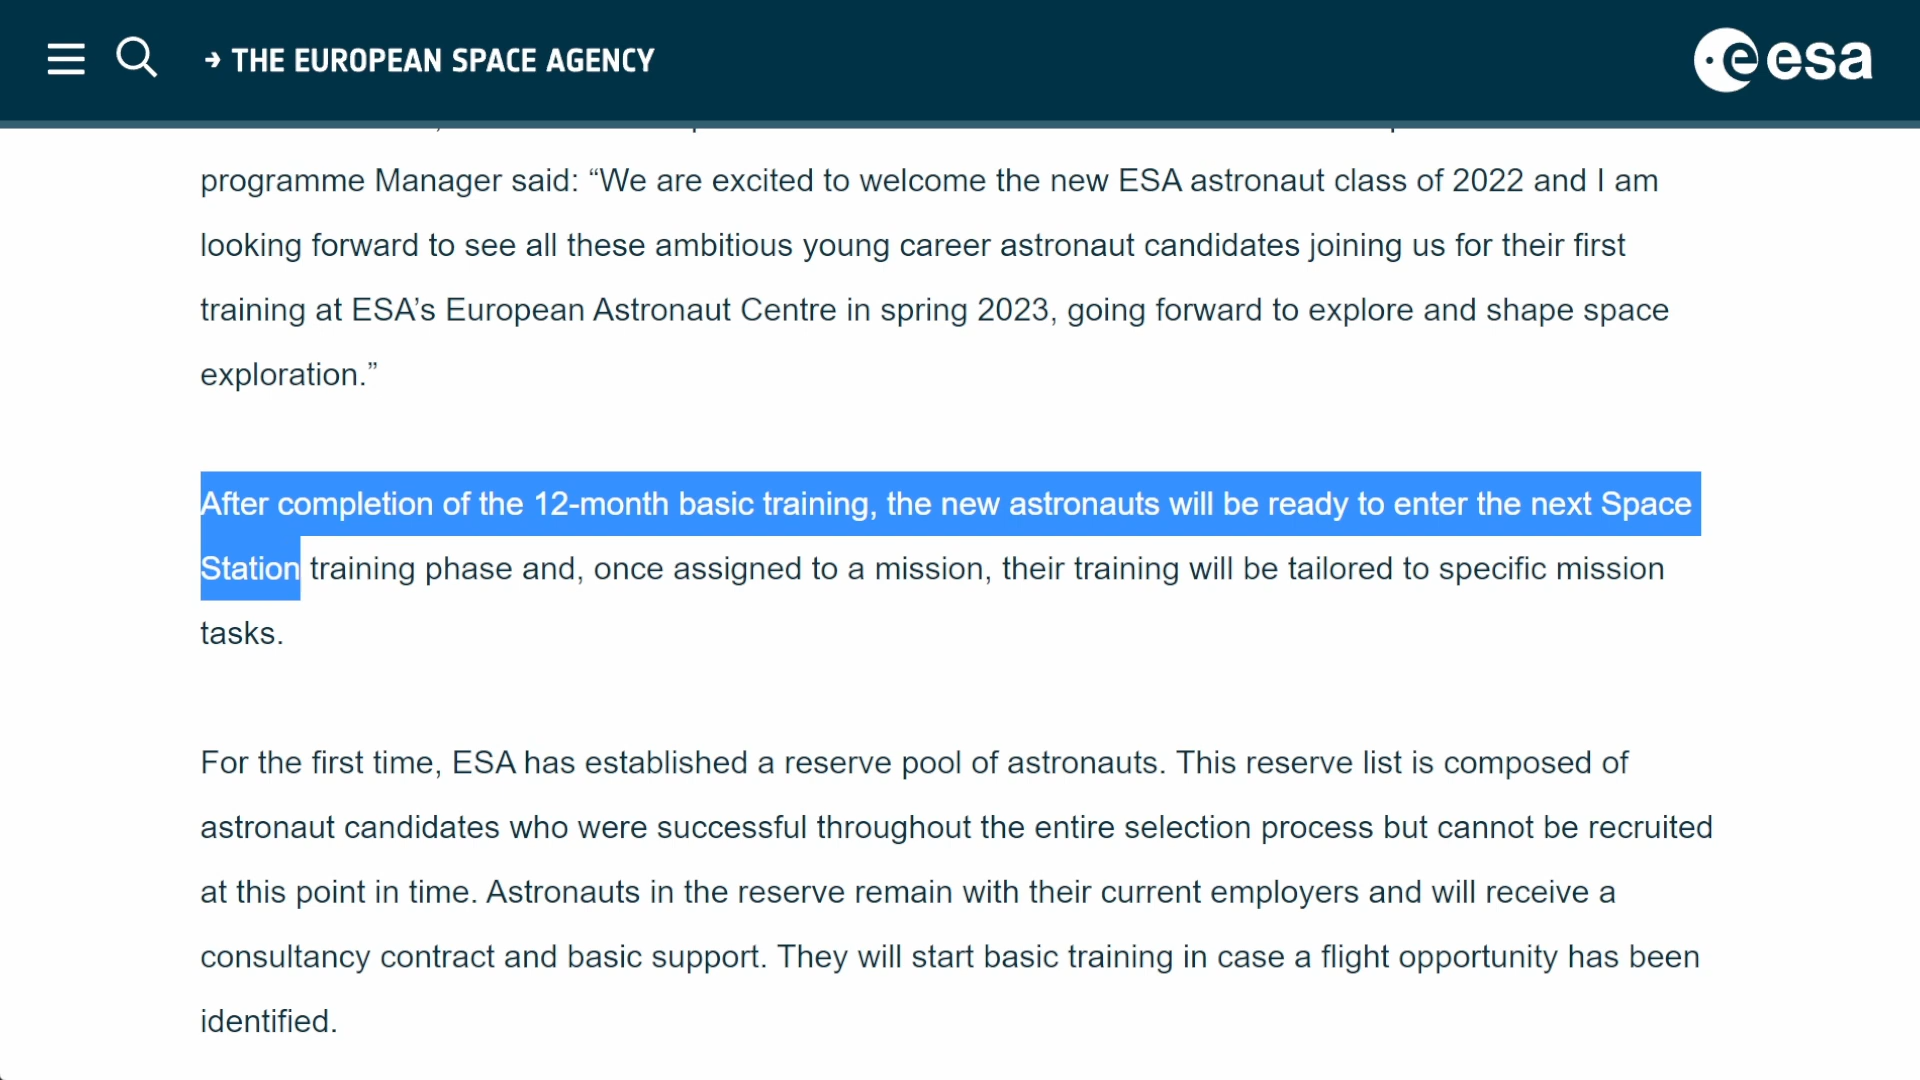 → THE EUROPEAN SPACE AGENCY
esa
programme Manager said: “We are excited to welcome the new ESA astronaut class of 2022 and I am
looking forward to see all these ambitious young career astronaut candidates joining us for their first
training at ESA’s European Astronaut Centre in spring 2023, going forward to explore and shape space
exploration.”
After completion of the 12-month basic training, the new astronauts will be ready to enter the next Space
Station training phase and, once assigned to a mission, their training will be tailored to specific mission
tasks.
For the first time, ESA has established a reserve pool of astronauts. This reserve list is composed of
astronaut candidates who were successful throughout the entire selection process but cannot be recruited
at this point in time. Astronauts in the reserve remain with their current employers and will receive a
consultancy contract and basic support. They will start basic training in case a flight opportunity has been
identified.